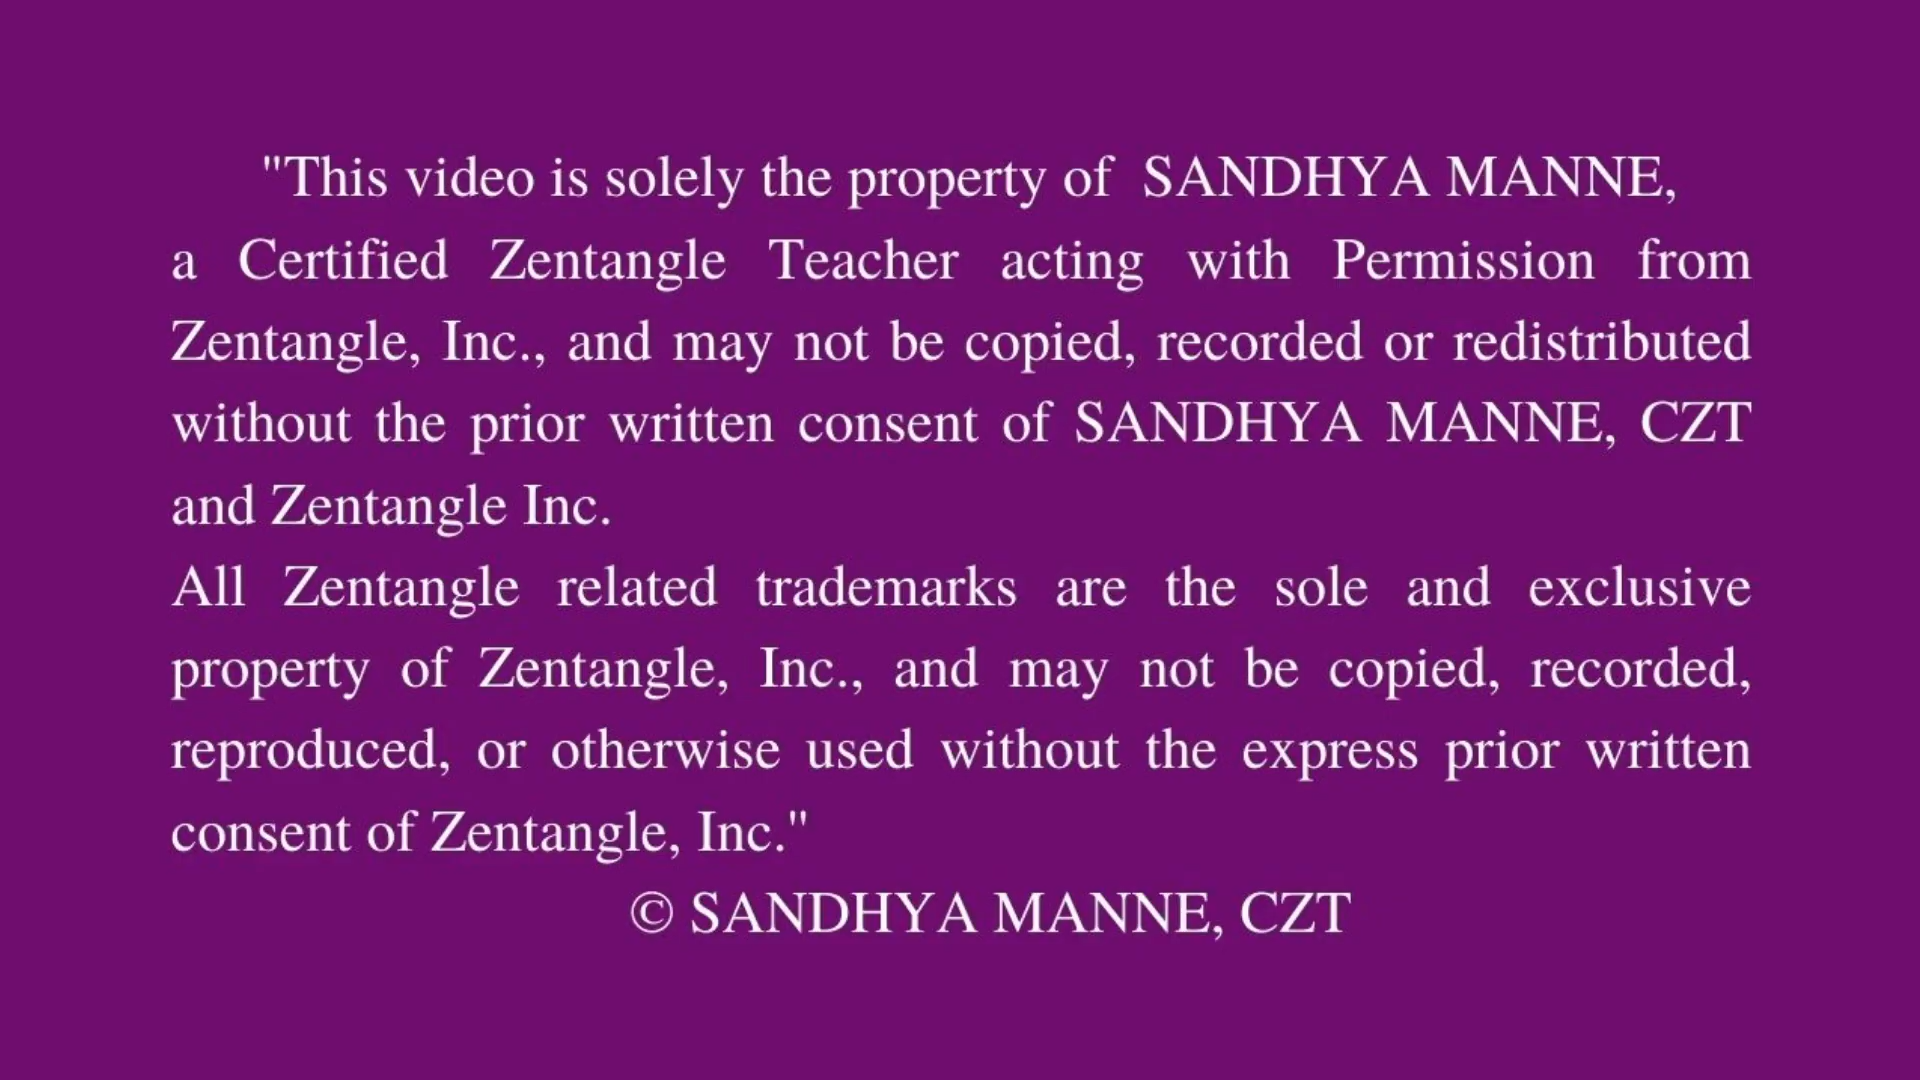 "This video is solely the property of SANDHYA MANNE,
a Certified Zentangle Teacher acting with Permission from
Zentangle, Inc., and may not be copied, recorded or redistributed
without the prior written consent of SANDHYA MANNE, CZT
and Zentangle Inc.
All Zentangle related trademarks are the sole and exclusive
property of Zentangle, Inc., and may not be copied, recorded,
reproduced, or otherwise used without the express prior written
consent of Zentangle, Inc."
© SANDHYA MANNE, CZT